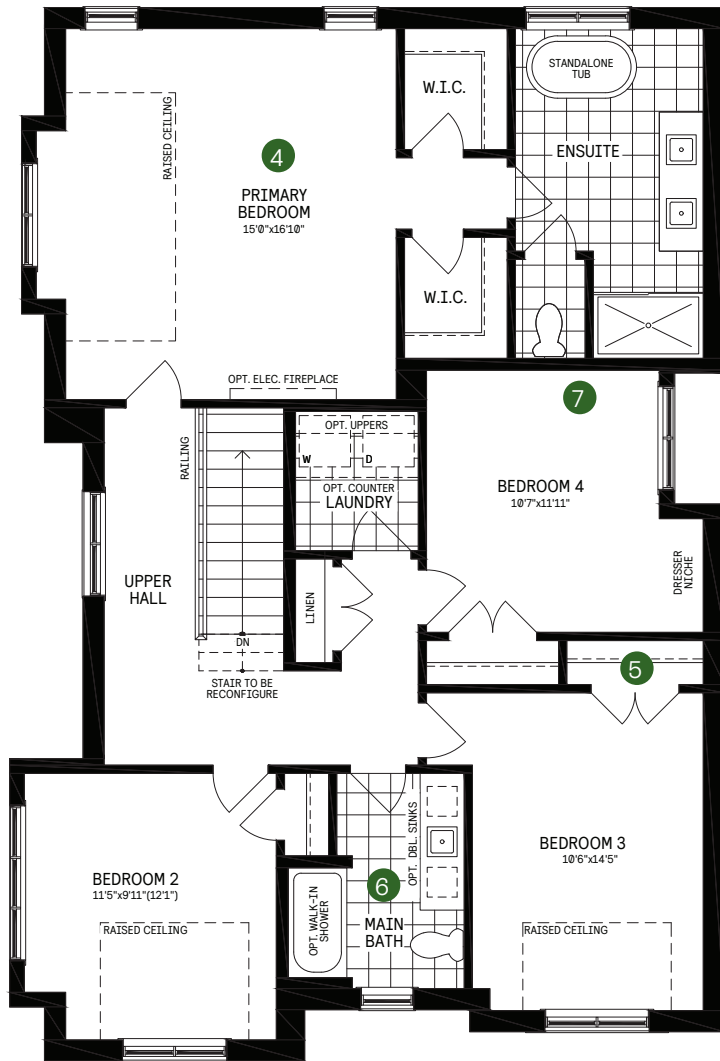 STANDALONE
TUB
W.I.C.
RAISED CEILING
4
ENSUITE
PRIMARY
BEDROOM
15'0"x16'10"
W.I.C.
OPT. ELEC. FIREPLACE
7
RAILING
OPT. UPPERS
W
D
OPT. COUNTER
LAUNDRY
BEDROOM 4
10'7"x11'11"
DRESSER
NICHE
UPPER
HALL
LINEN
DN
STAIR TO BE
RECONFIGURE
5
OPT. DBL. SINKS
BEDROOM 3
10'6"x14'5"
BEDROOM 2
11'5"x9'11"(12'1")
6
OPT. WALK-IN
SHOWER
MAIN
BATH
RAISED CEILING
RAISED CEILING